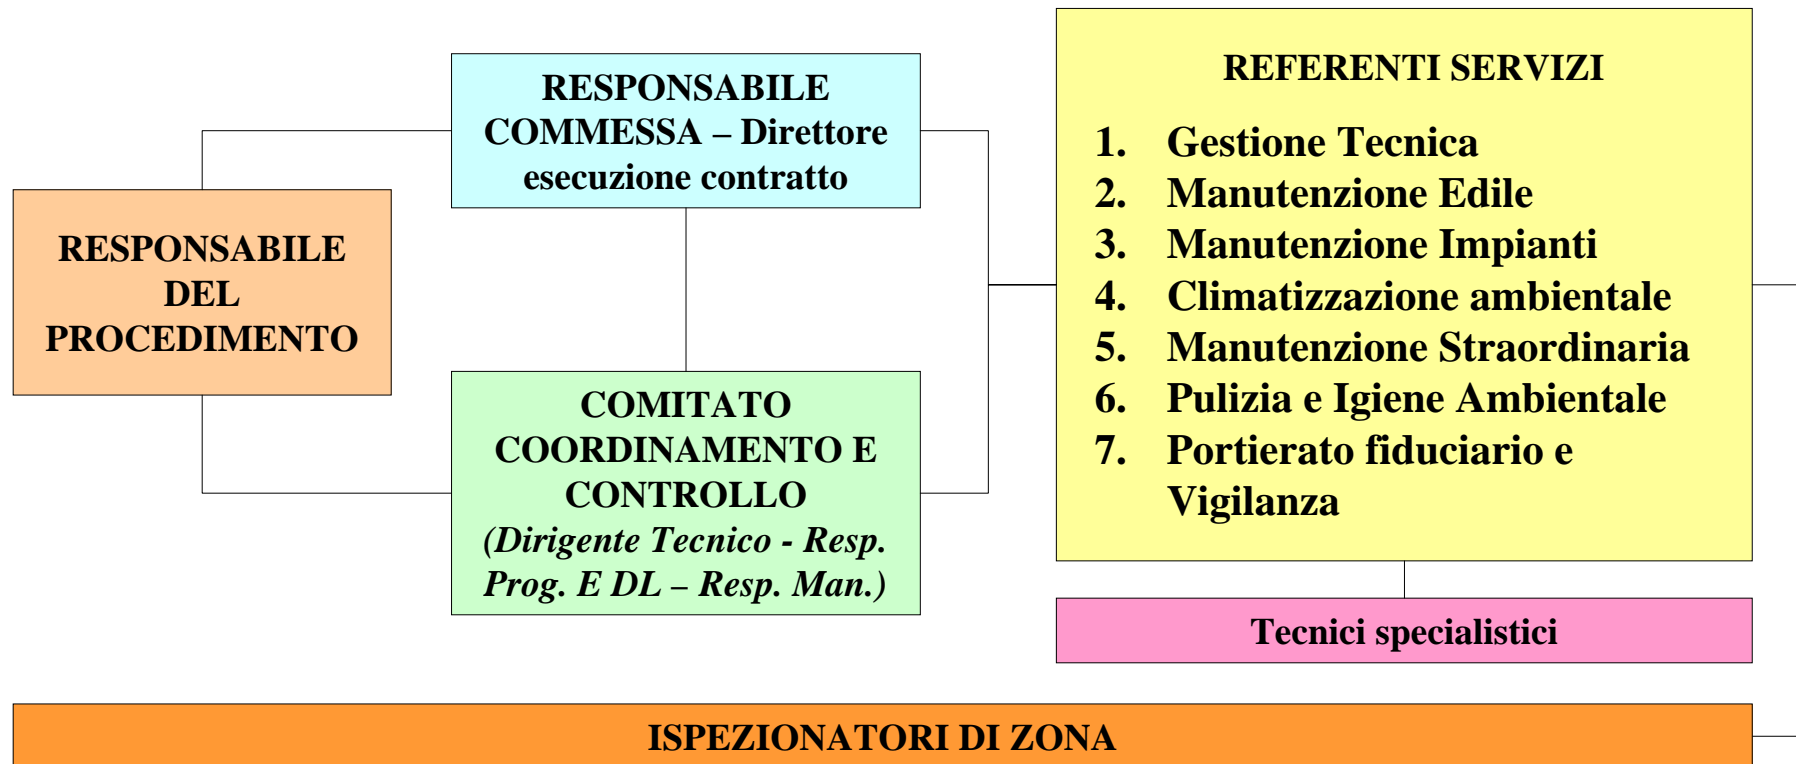 RESPONSABILE
DEL
PROCEDIMENTO
RESPONSABILE
COMMESSA – Direttore
esecuzione contratto
COMITATO
COORDINAMENTO E
CONTROLLO
(Dirigente Tecnico - Resp.
Prog. E DL – Resp. Man.)
REFERENTI SERVIZI
1. Gestione Tecnica
2. Manutenzione Edile
3. Manutenzione Impianti
4. Climatizzazione ambientale
5. Manutenzione Straordinaria
6. Pulizia e Igiene Ambientale
7. Portierato fiduciario e
Vigilanza
Tecnici specialistici
ISPEZIONATORI DI ZONA